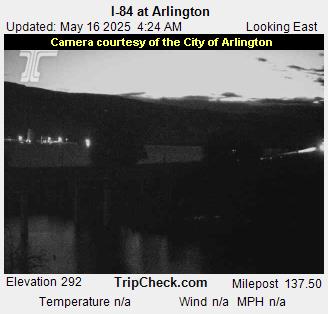 I-84 at Arlington
Updated: May 16 2025 4:24 AM Looking East
Camera courtesy of the City of Arlington
Elevation 292 TripCheck.com Milepost 137.50
Temperature n/a Wind n/a MPH n/a